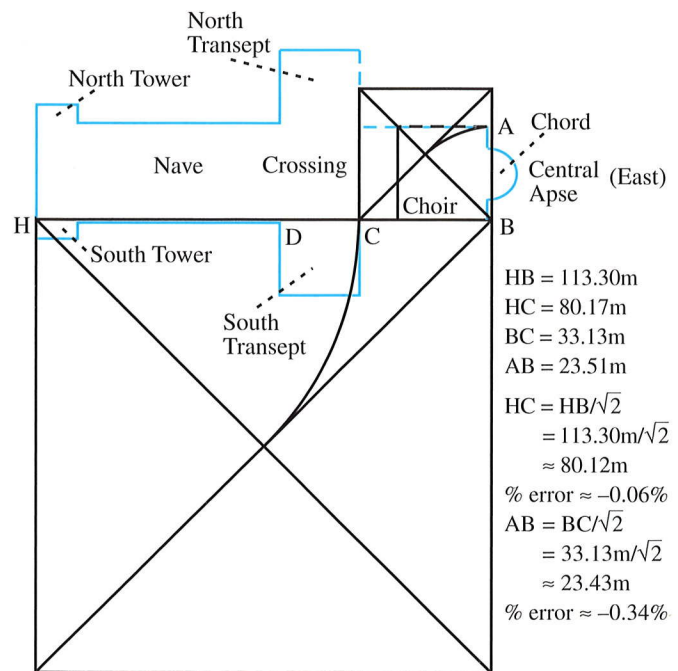 North
Transept
North Tower
A
Chord
Nave
Crossing
Central
Apse
(East)
Choir
H
D
C
B
South Tower
South
Transept
HB = 113.30m
HC = 80.17m
BC = 33.13m
AB = 23.51m
HC = HB/√2
= 113.30m/√2
≈ 80.12m
% error ≈ –0.06%
AB = BC/√2
= 33.13m/√2
≈ 23.43m
% error ≈ –0.34%